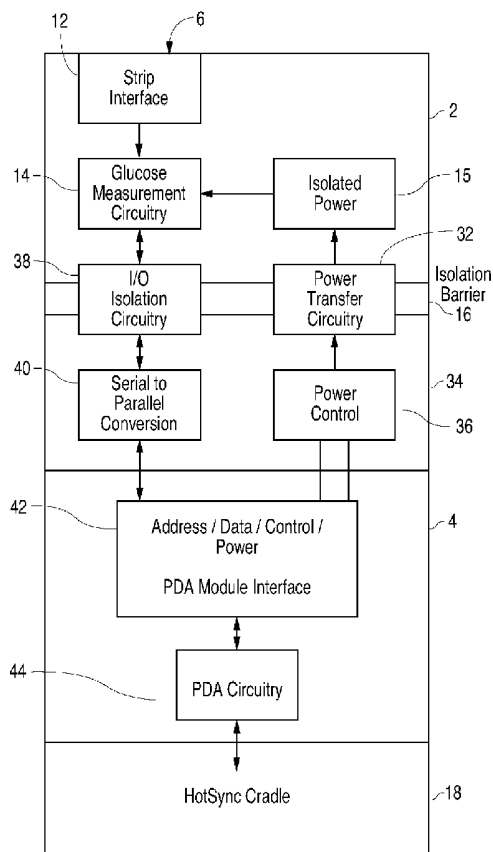 12
6
Strip
Interface
2
14
Glucose
Measurement
Circuitry
Isolated
Power
15
38
32
I/O
Isolation
Circuitry
Power
Transfer
Circuitry
Isolation
Barrier
16
40
Serial to
Parallel
Conversion
Power
Control
34
36
42
Address / Data / Control /
Power
PDA Module Interface
4
44
PDA Circuitry
HotSync Cradle
18